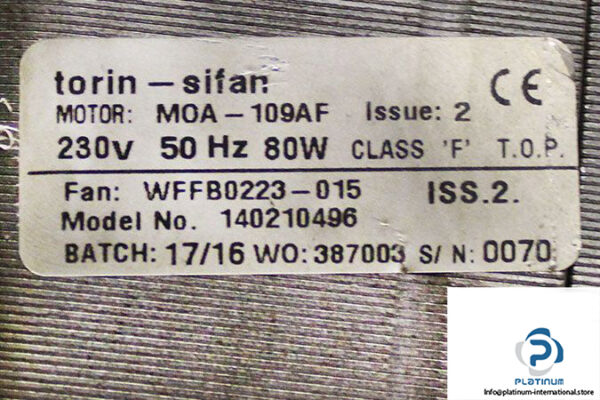 torin - sifan
CE
MOTOR: MOA - 109AF Issue: 2
230v 50 Hz 80W CLASS 'F' T.O.P.
Fan: WFFB0223-015 ISS.2.
Model No. 140210496
BATCH: 17/16 WO: 387003 S/N: 0070
PLATINUM
Info@platinum-international.store